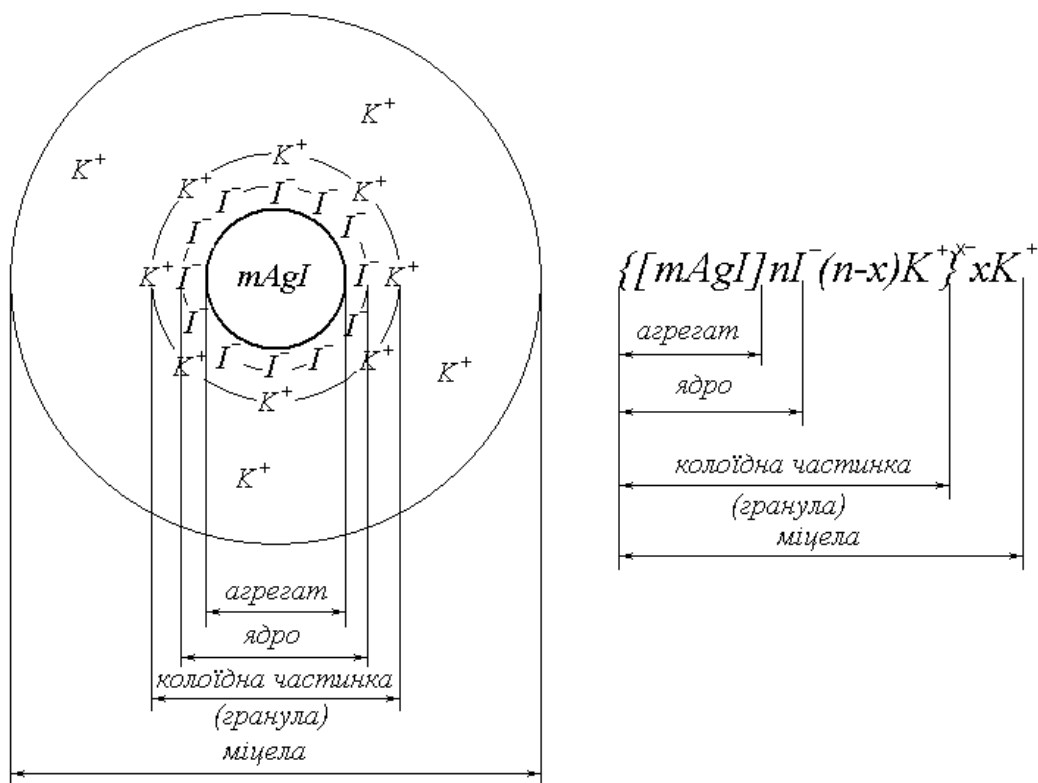 K⁺
K⁺
K⁺
K⁺ I⁻ I⁻ I⁻ K⁺
I⁻ I⁻
K⁺ I⁻ mAgI I⁻ K⁺
I⁻ I⁻
K⁺ I⁻ I⁻ I⁻ K⁺
K⁺
K⁺
K⁺
агрегат
ядро
колоїдна частинка
(гранула)
міцела
{[mAgI]nI⁻(n-x)K⁺}ˣ⁻xK⁺
агрегат
ядро
колоїдна частинка
(гранула)
міцела